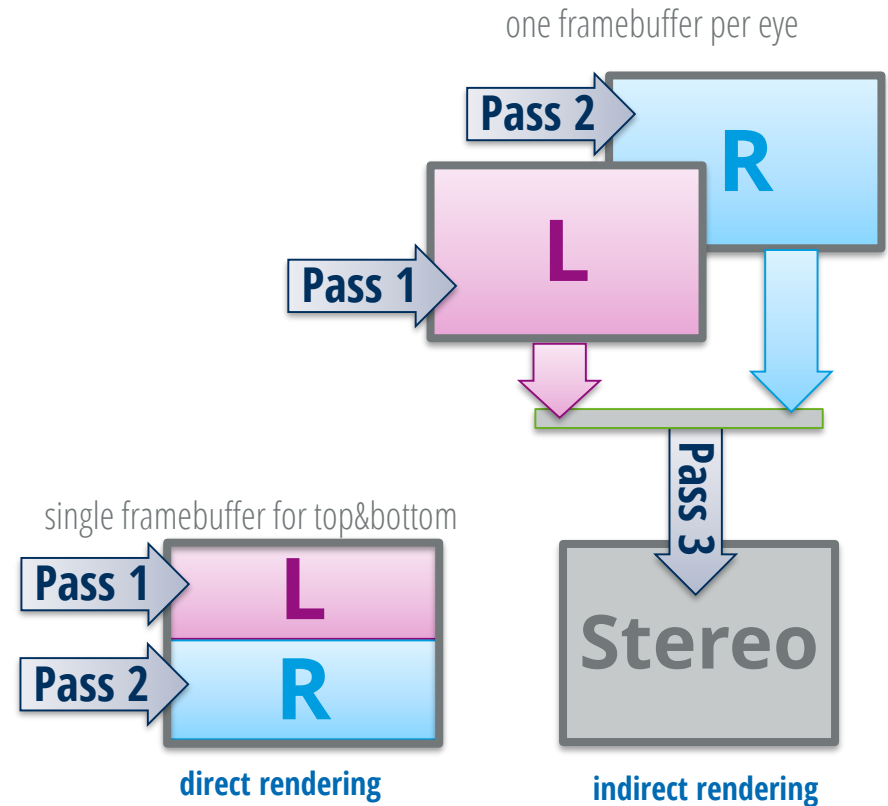 one framebuffer per eye
Pass 2
R
L
Pass 1
Pass 3
single framebuffer for top&bottom
Pass 1
L
Pass 2
R
Stereo
direct rendering
indirect rendering